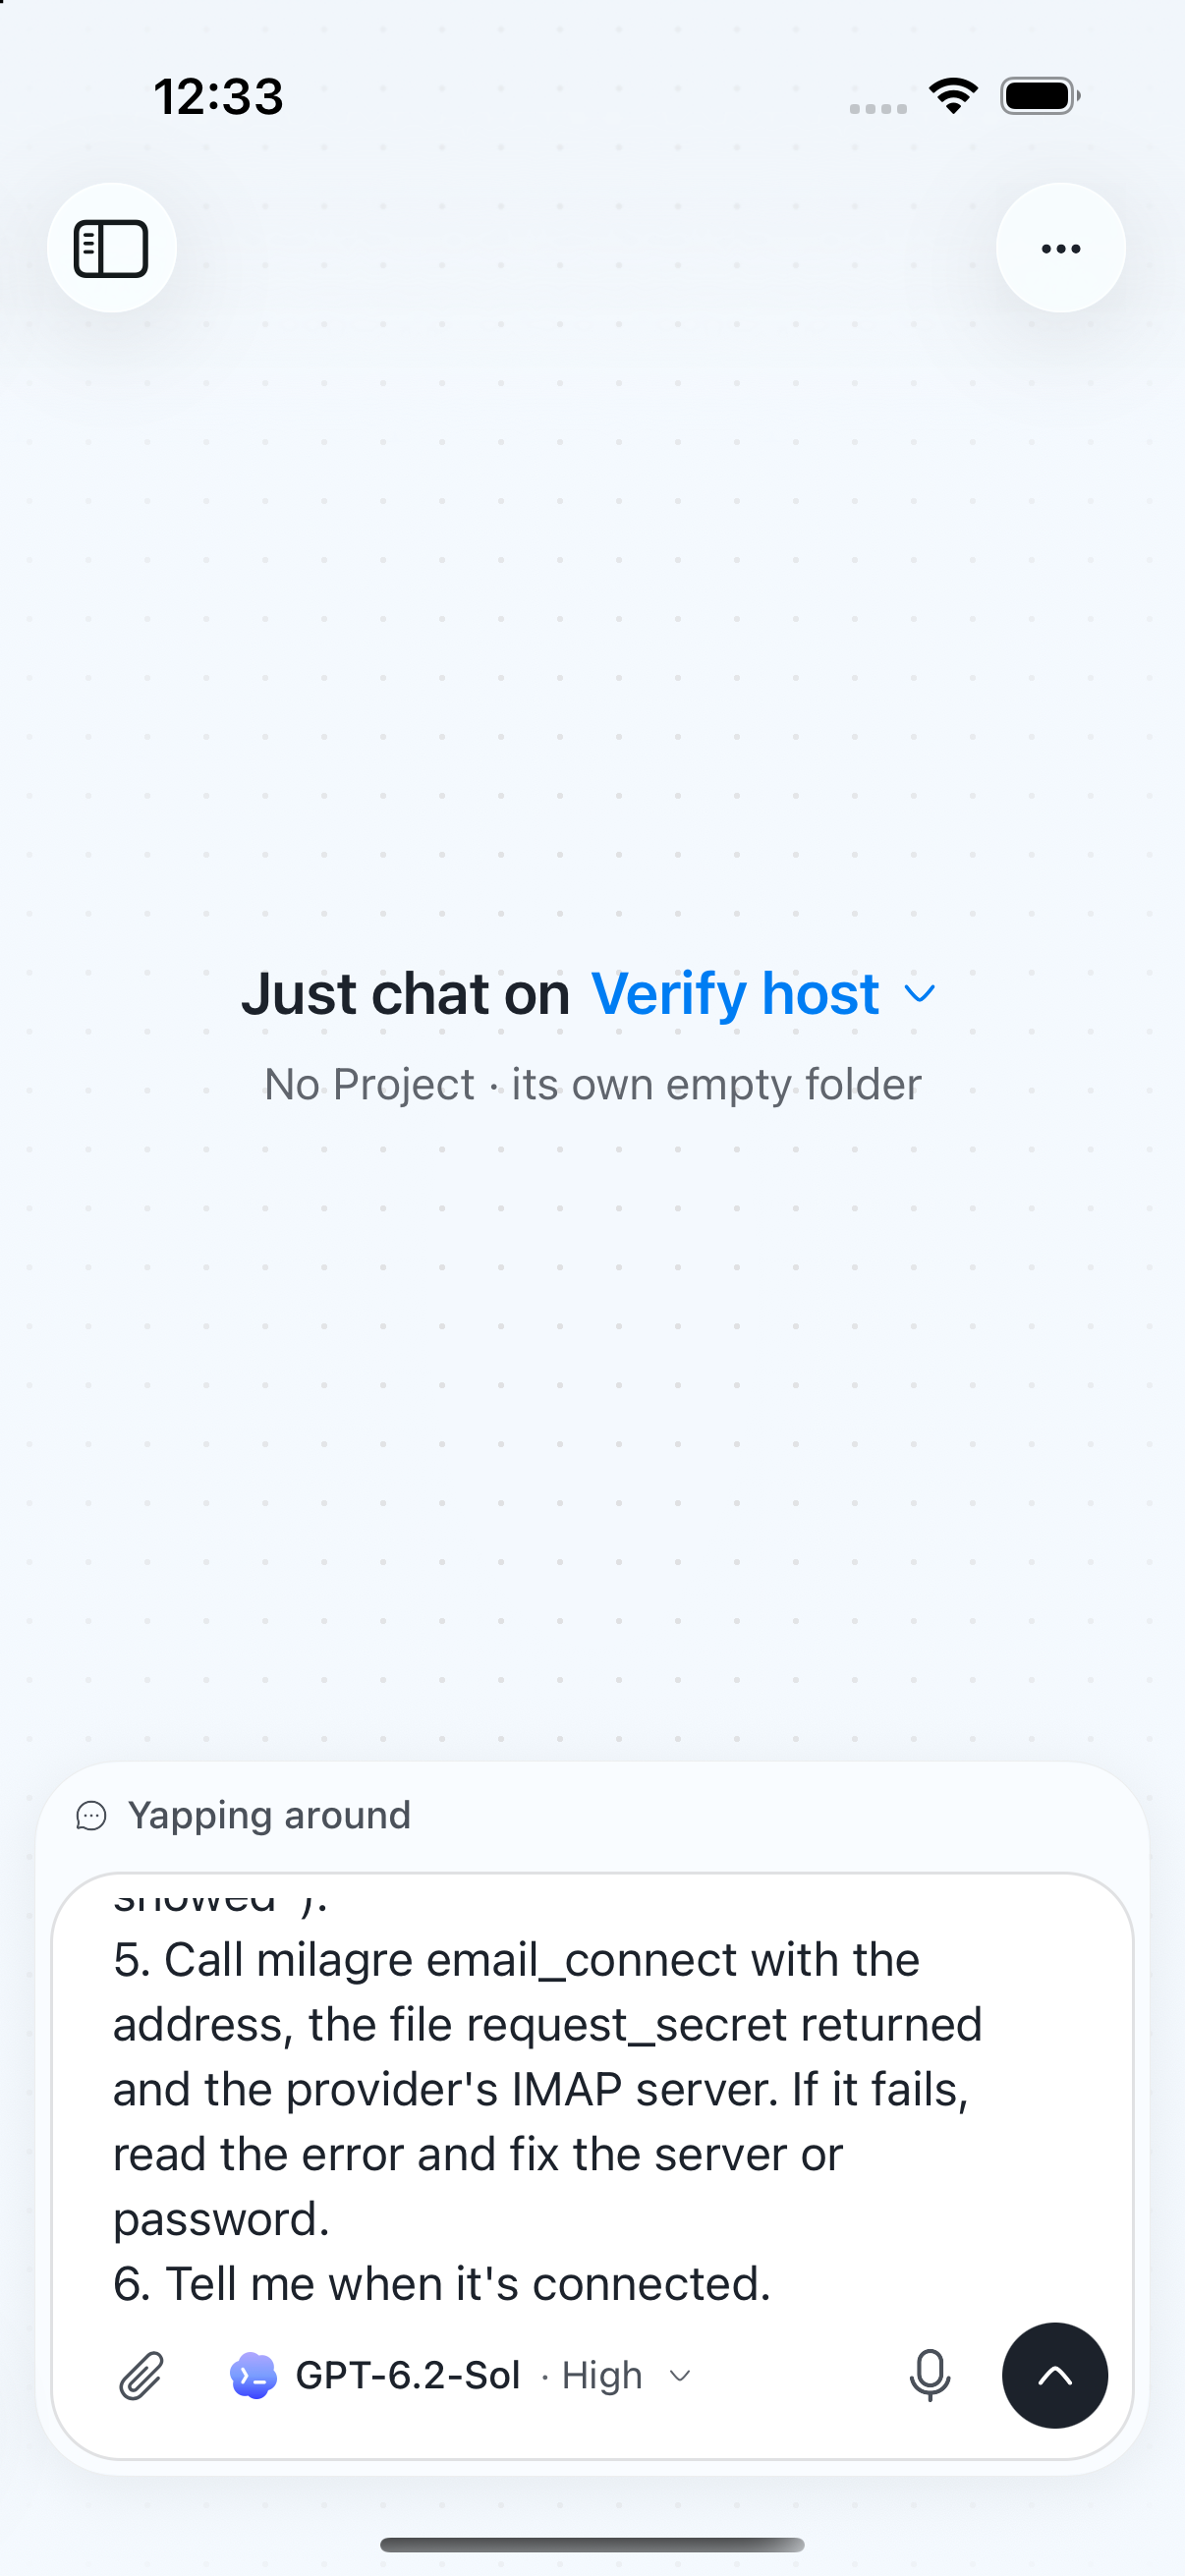 12:33
Just chat on Verify host
No Project · its own empty folder
Yapping around
5. Call milagre email_connect with the
address, the file request_secret returned
and the provider's IMAP server. If it fails,
read the error and fix the server or
password.
6. Tell me when it's connected.
GPT-6.2-Sol · High